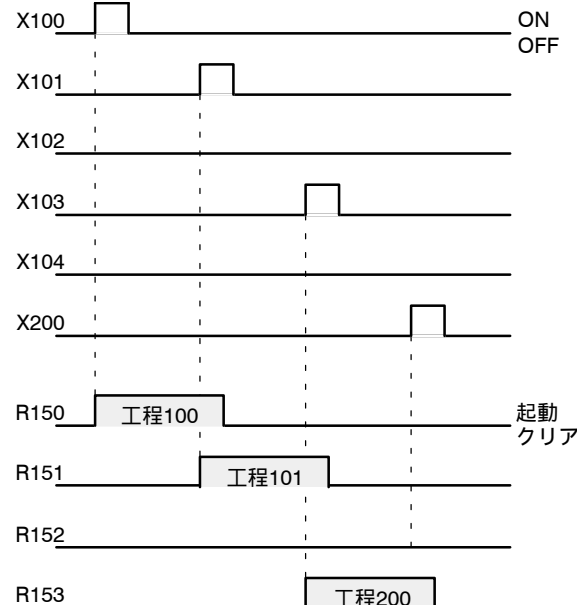 X100 ON
OFF
X101
X102
X103
X104
X200
R150 工程100 起動
クリア
R151 工程101
R152
R153 工程200